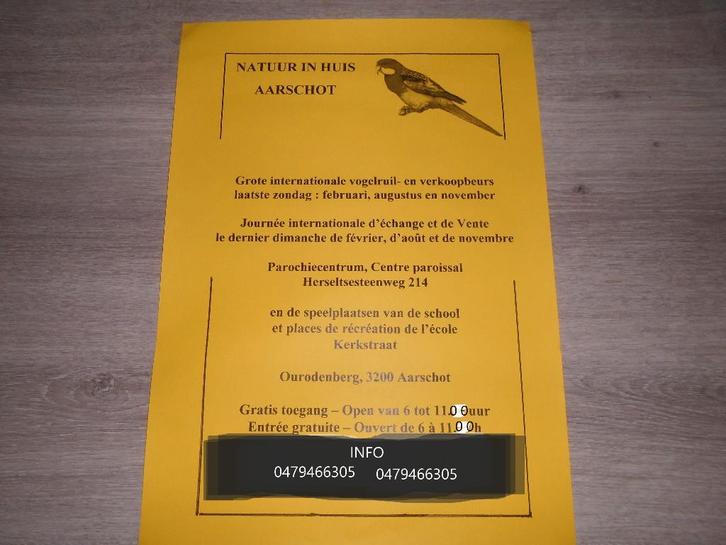 NATUUR IN HUIS
AARSCHOT
Grote internationale vogelruil- en verkoopbeurs
laatste zondag : februari, augustus en november
Journée internationale d'échange et de Vente
le dernier dimanche de février, d'août et de novembre
Parochiecentrum, Centre paroissal
Herseltsesteenweg 214
en de speelplaatsen van de school
et places de récréation de l'école
Kerkstraat
Ourodenberg, 3200 Aarschot
Gratis toegang – Open van 6 tot 11.00uur
Entrée gratuite – Ouvert de 6 à 11.00h
INFO
0479466305 0479466305